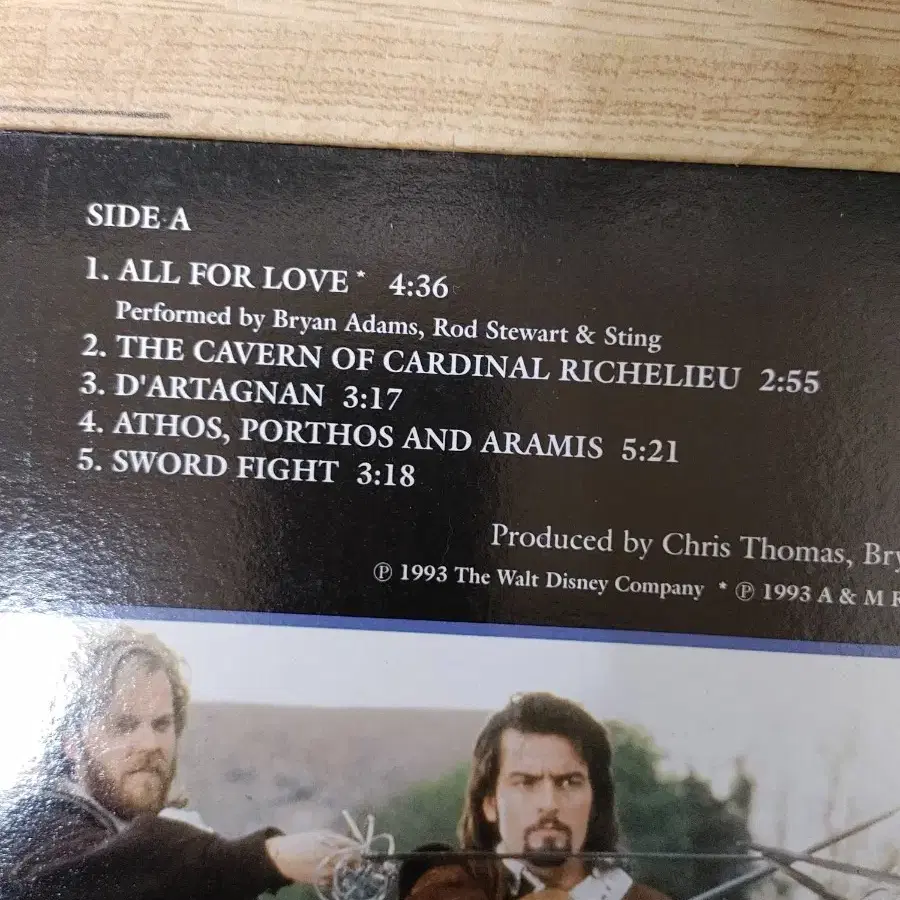 SIDE A
1. ALL FOR LOVE * 4:36
Performed by Bryan Adams, Rod Stewart & Sting
2. THE CAVERN OF CARDINAL RICHELIEU 2:55
3. D'ARTAGNAN 3:17
4. ATHOS, PORTHOS AND ARAMIS 5:21
5. SWORD FIGHT 3:18
Produced by Chris Thomas, Bry
℗ 1993 The Walt Disney Company * ℗ 1993 A & M R